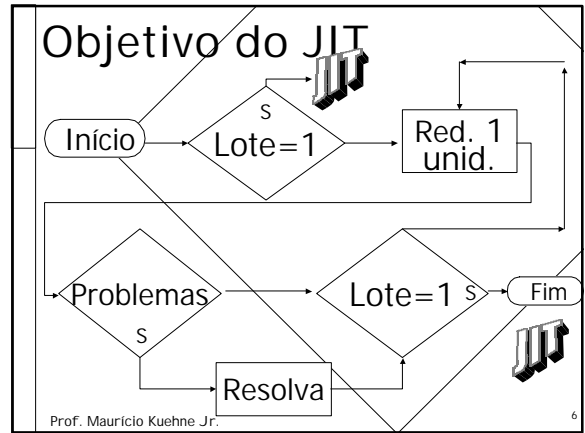 Objetivo do JIT
JIT
S
Início
Lote=1
Red. 1
unid.
Problemas
S
Lote=1
S
Fim
Resolva
JIT
Prof. Maurício Kuehne Jr.
6